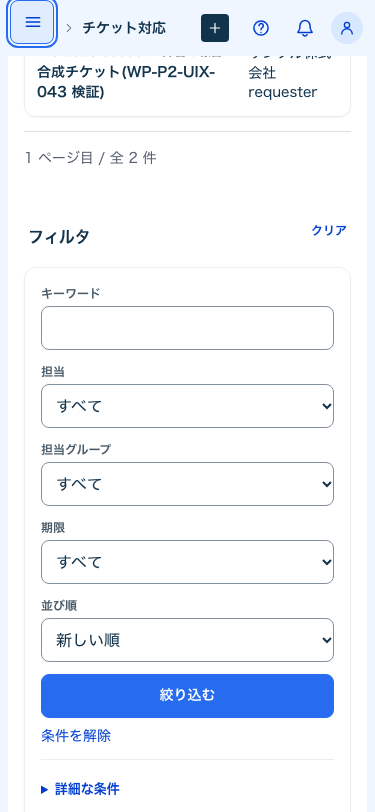 チケット対応
合成チケット(WP-P2-UIX-
043 検証)
会社
requester
1 ページ目 / 全 2 件
フィルタ
クリア
キーワード
担当
すべて
担当グループ
すべて
期限
すべて
並び順
新しい順
絞り込む
条件を解除
詳細な条件